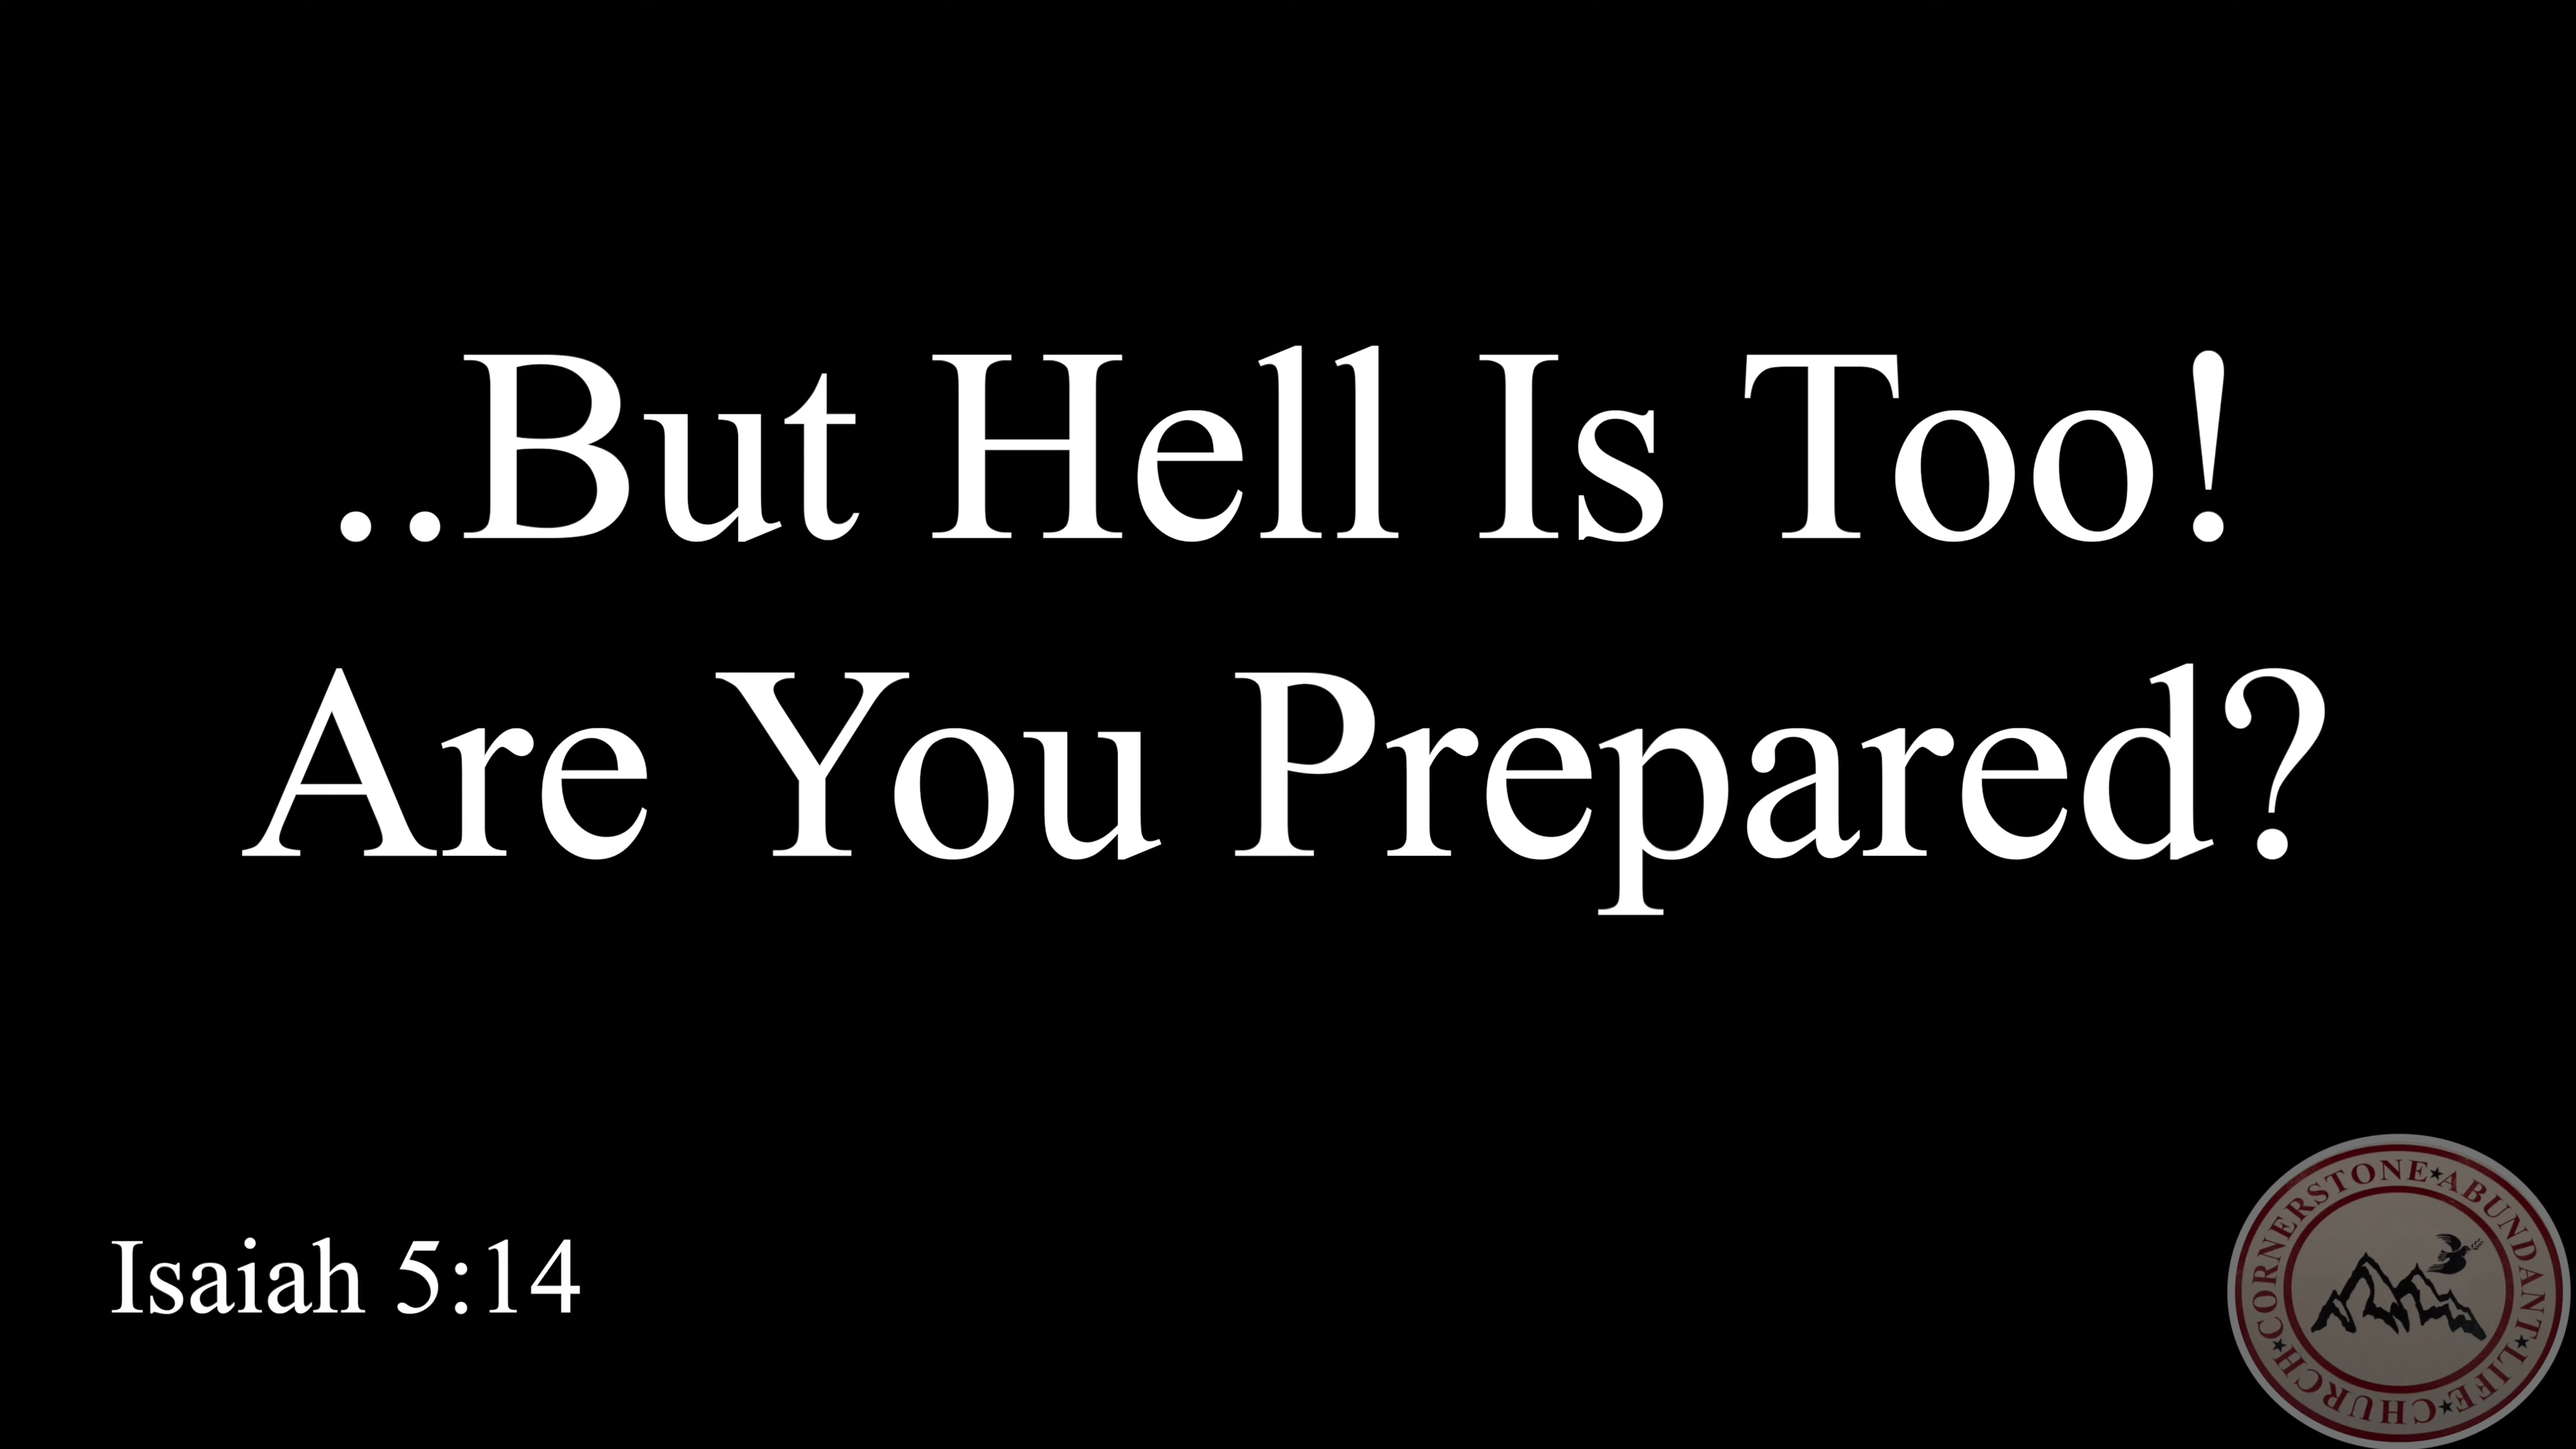 ..But Hell Is Too!
Are You Prepared?
Isaiah 5:14
CORNERSTONE★ABUNDANT★LIFE★CHURCH★